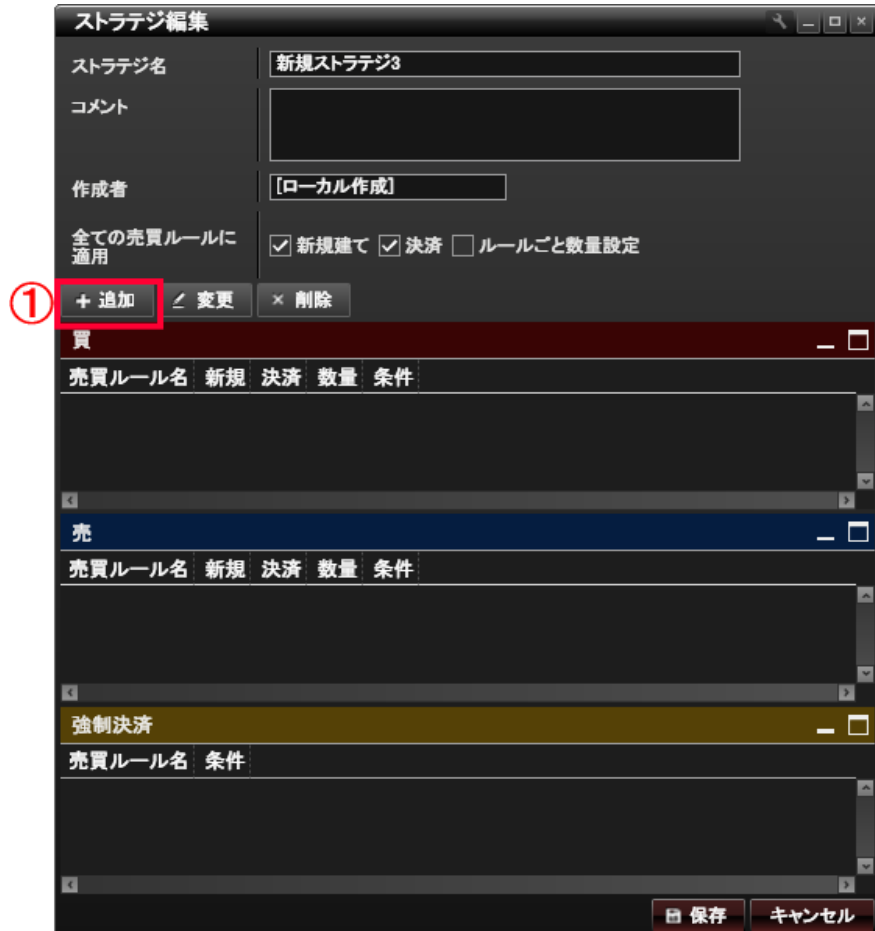 ストラテジ編集
ストラテジ名 新規ストラテジ3
コメント
作成者 [ローカル作成]
全ての売買ルールに
適用
新規建て 決済 ルールごと数量設定
① + 追加 変更 × 削除
買
売買ルール名 新規 決済 数量 条件
売
売買ルール名 新規 決済 数量 条件
強制決済
売買ルール名 条件
保存 キャンセル